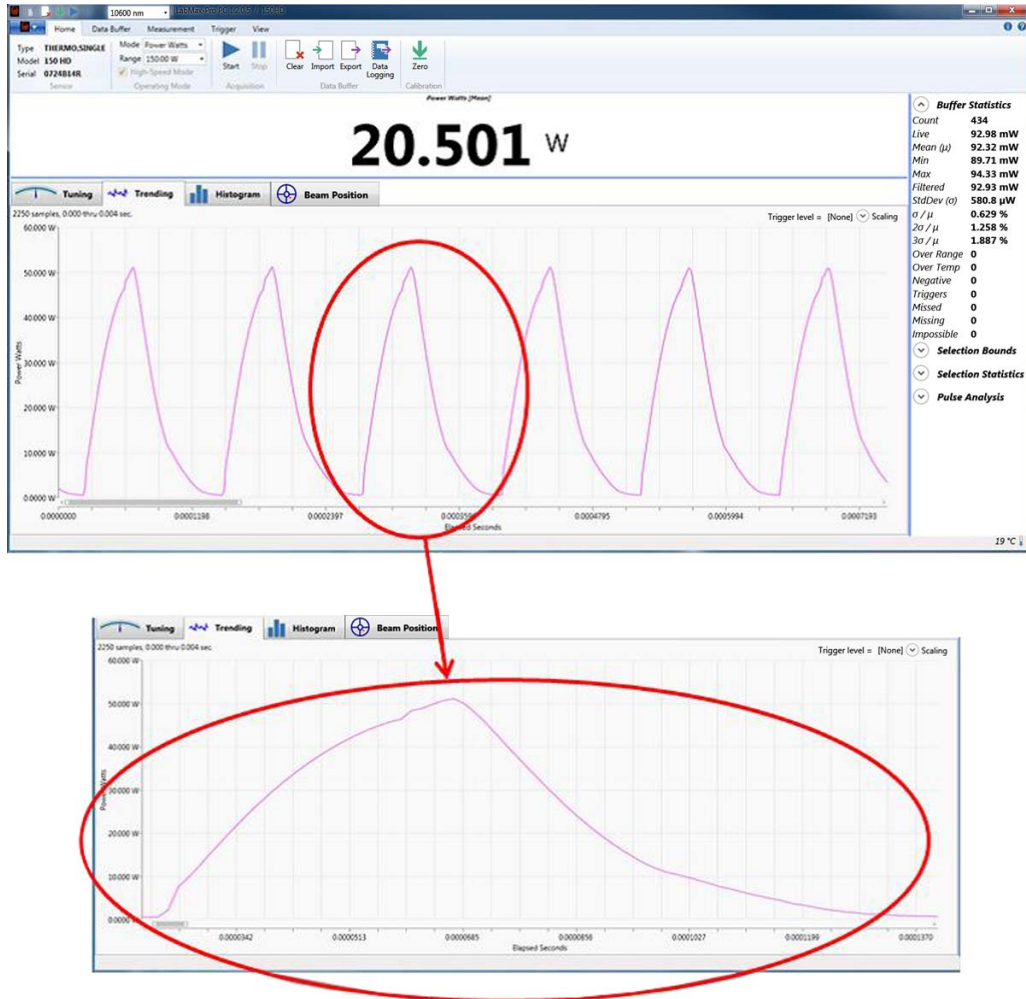 10600 nm
LabMax-Pro PC
150HD
Home Data Buffer Measurement Trigger View
Type THERMO;SINGLE
Model 150 HD
Serial 0724B14R
Sensor
Mode Power Watts
Range 150.00 W
High-Speed Mode
Operating Mode
Start Stop
Acquisition
Clear Import Export Data Logging
Data Buffer
Zero
Calibration
Power Watts [Mean]
20.501 W
Tuning Trending Histogram Beam Position
2250 samples, 0.000 thru 0.004 sec.
Trigger level = [None] Scaling
60.000 W
50.000 W
40.000 W
30.000 W
20.000 W
10.000 W
0.0000 W
Power Watts
0.0000000 0.0001198 0.0002397 0.0004795 0.0005994 0.0007193
Elapsed Seconds
Buffer Statistics
Count 434
Live 92.98 mW
Mean (μ) 92.32 mW
Min 89.71 mW
Max 94.33 mW
Filtered 92.93 mW
StdDev (σ) 580.8 μW
σ / μ 0.629 %
2σ / μ 1.258 %
3σ / μ 1.887 %
Over Range 0
Over Temp 0
Negative 0
Triggers 0
Missed 0
Missing 0
Impossible 0
Selection Bounds
Selection Statistics
Pulse Analysis
19 °C
Tuning Trending Histogram Beam Position
2250 samples, 0.000 thru 0.004 sec.
Trigger level = [None] Scaling
60.000 W
50.000 W
40.000 W
30.000 W
20.000 W
10.000 W
0.0000 W
Power Watts
0.0000342 0.0000513 0.0000685 0.0000856 0.0001027 0.0001199 0.0001370
Elapsed Seconds